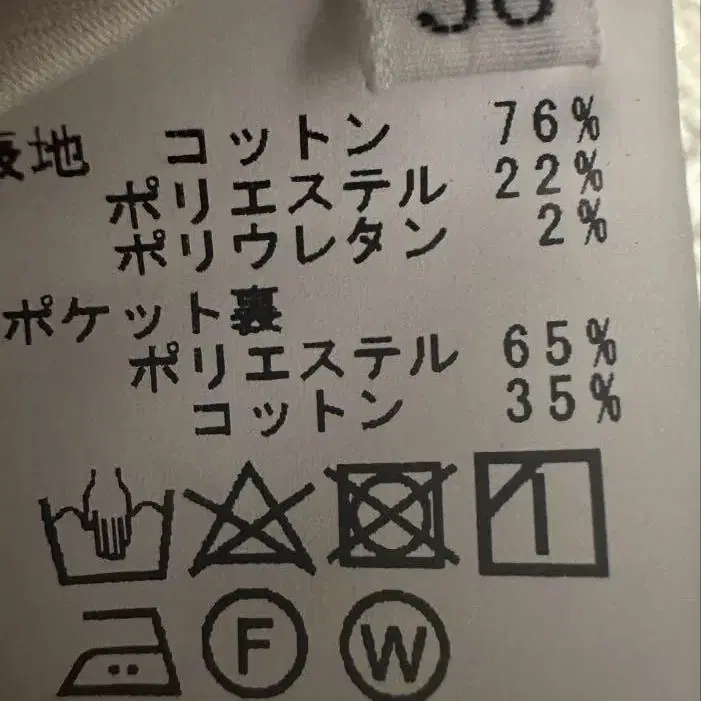 表地 コットン 76%
ポリエステル 22%
ポリウレタン 2%
ポケット裏
ポリエステル 65%
コットン 35%
F W